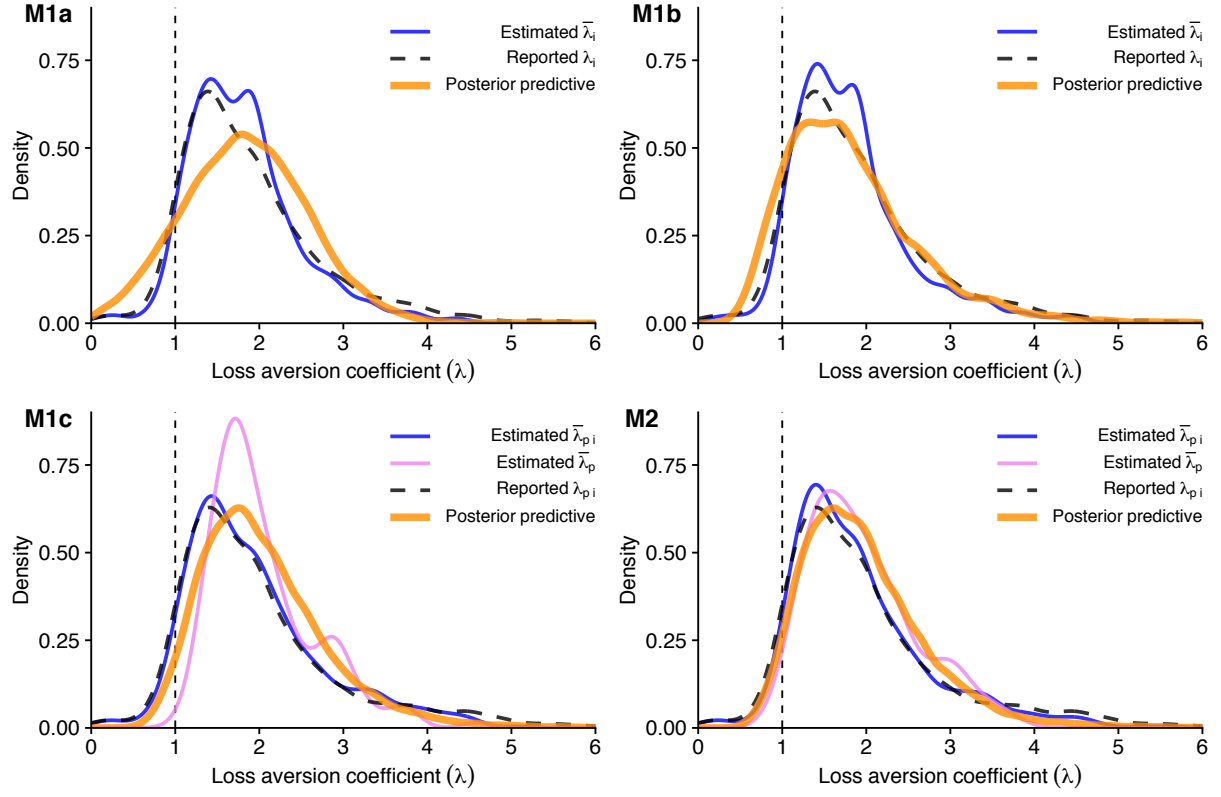 M1a
Estimated λ̄ᵢ
Reported λᵢ
Posterior predictive
0.75
0.50
0.25
0.00
Density
0 1 2 3 4 5 6
Loss aversion coefficient (λ)
M1b
Estimated λ̄ᵢ
Reported λᵢ
Posterior predictive
0.75
0.50
0.25
0.00
Density
0 1 2 3 4 5 6
Loss aversion coefficient (λ)
M1c
Estimated λ̄ₚᵢ
Estimated λ̄ₚ
Reported λₚᵢ
Posterior predictive
0.75
0.50
0.25
0.00
Density
0 1 2 3 4 5 6
Loss aversion coefficient (λ)
M2
Estimated λ̄ₚᵢ
Estimated λ̄ₚ
Reported λₚᵢ
Posterior predictive
0.75
0.50
0.25
0.00
Density
0 1 2 3 4 5 6
Loss aversion coefficient (λ)